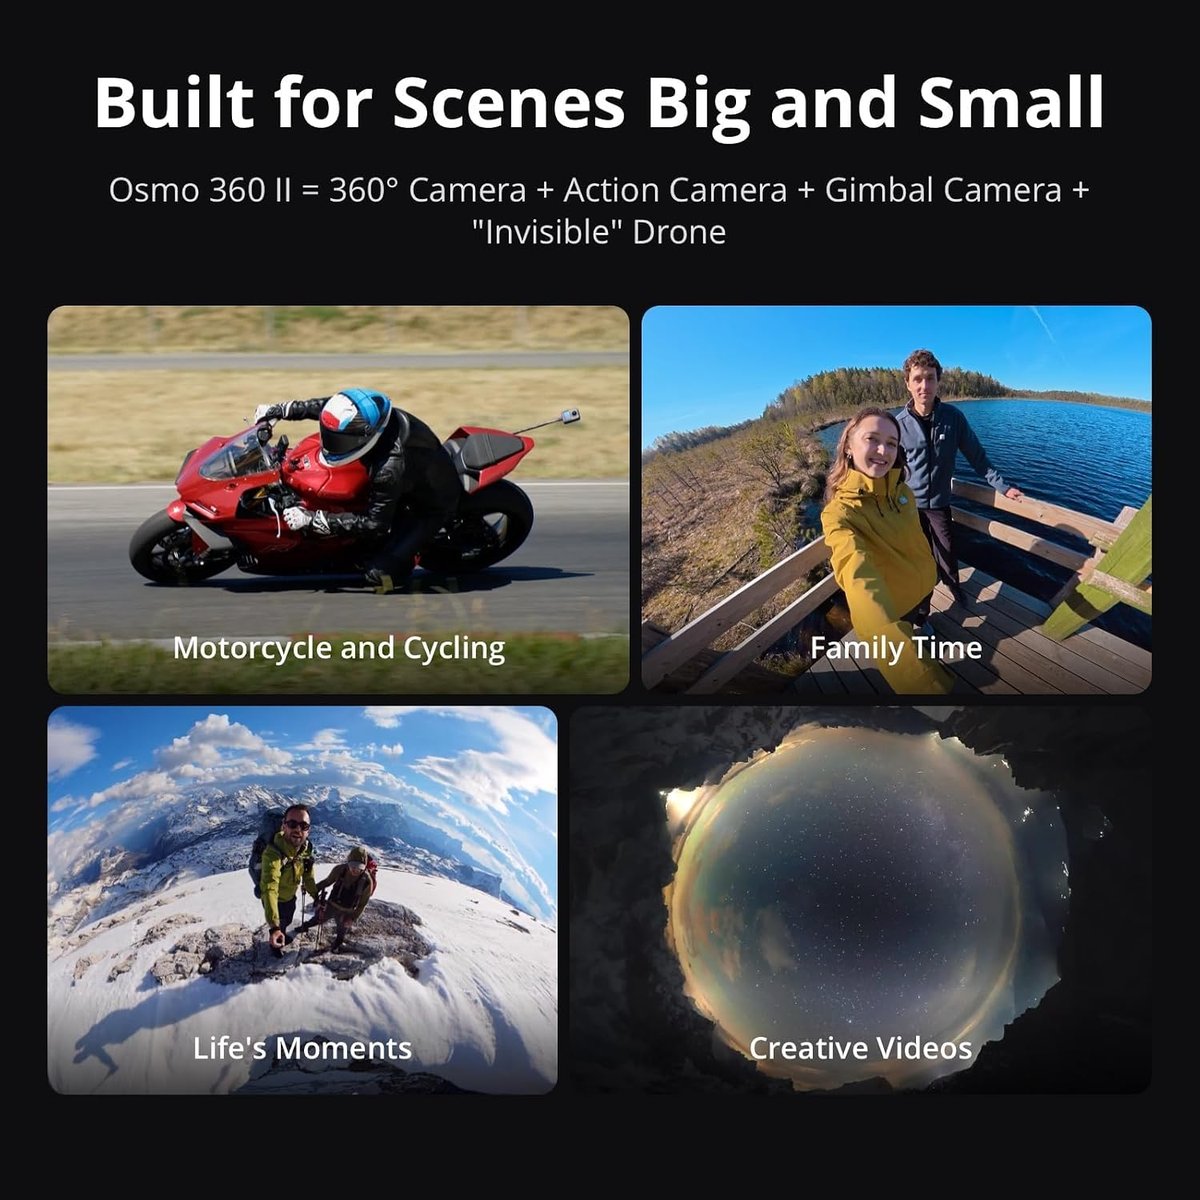 Built for Scenes Big and Small
Osmo 360 II = 360° Camera + Action Camera + Gimbal Camera +
"Invisible" Drone
Motorcycle and Cycling
Family Time
Life's Moments
Creative Videos